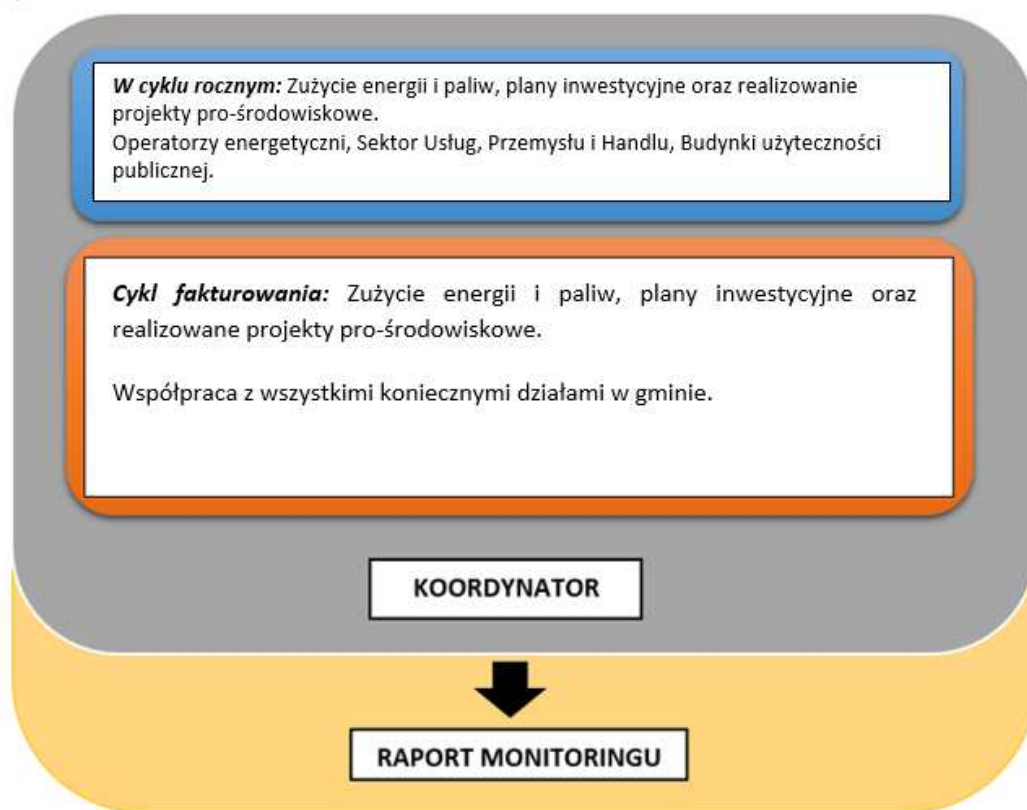 W cyklu rocznym: Zużycie energii i paliw, plany inwestycyjne oraz realizowanie
projekty pro-środowiskowe.
Operatorzy energetyczni, Sektor Usług, Przemysłu i Handlu, Budynki użyteczności
publicznej.
Cykl fakturowania: Zużycie energii i paliw, plany inwestycyjne oraz
realizowane projekty pro-środowiskowe.
Współpraca z wszystkimi koniecznymi działami w gminie.
KOORDYNATOR
RAPORT MONITORINGU